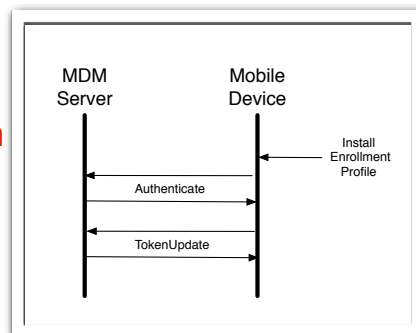 MDM
Server
Mobile
Device
Install
Enrollment
Profile
Authenticate
TokenUpdate